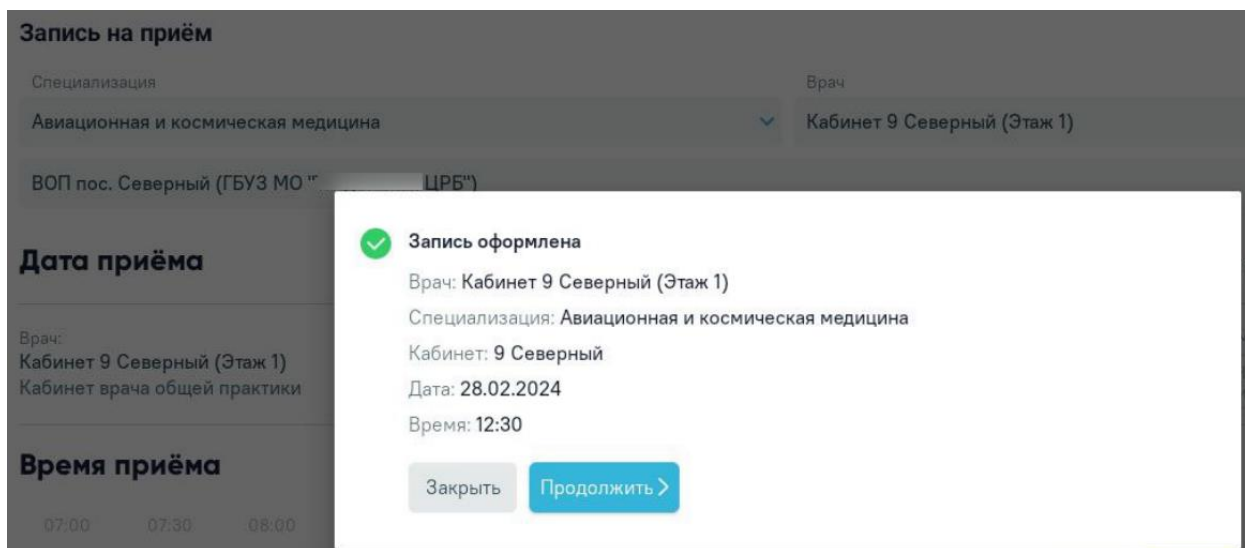 Запись на приём
Специализация
Врач
Авиационная и космическая медицина
Кабинет 9 Северный (Этаж 1)
ВОП пос. Северный (ГБУЗ МО " ЦРБ")
Дата приёма
Врач:
Кабинет 9 Северный (Этаж 1)
Кабинет врача общей практики
Время приёма
07:00 07:30 08:00
Запись оформлена
Врач: Кабинет 9 Северный (Этаж 1)
Специализация: Авиационная и космическая медицина
Кабинет: 9 Северный
Дата: 28.02.2024
Время: 12:30
Закрыть Продолжить